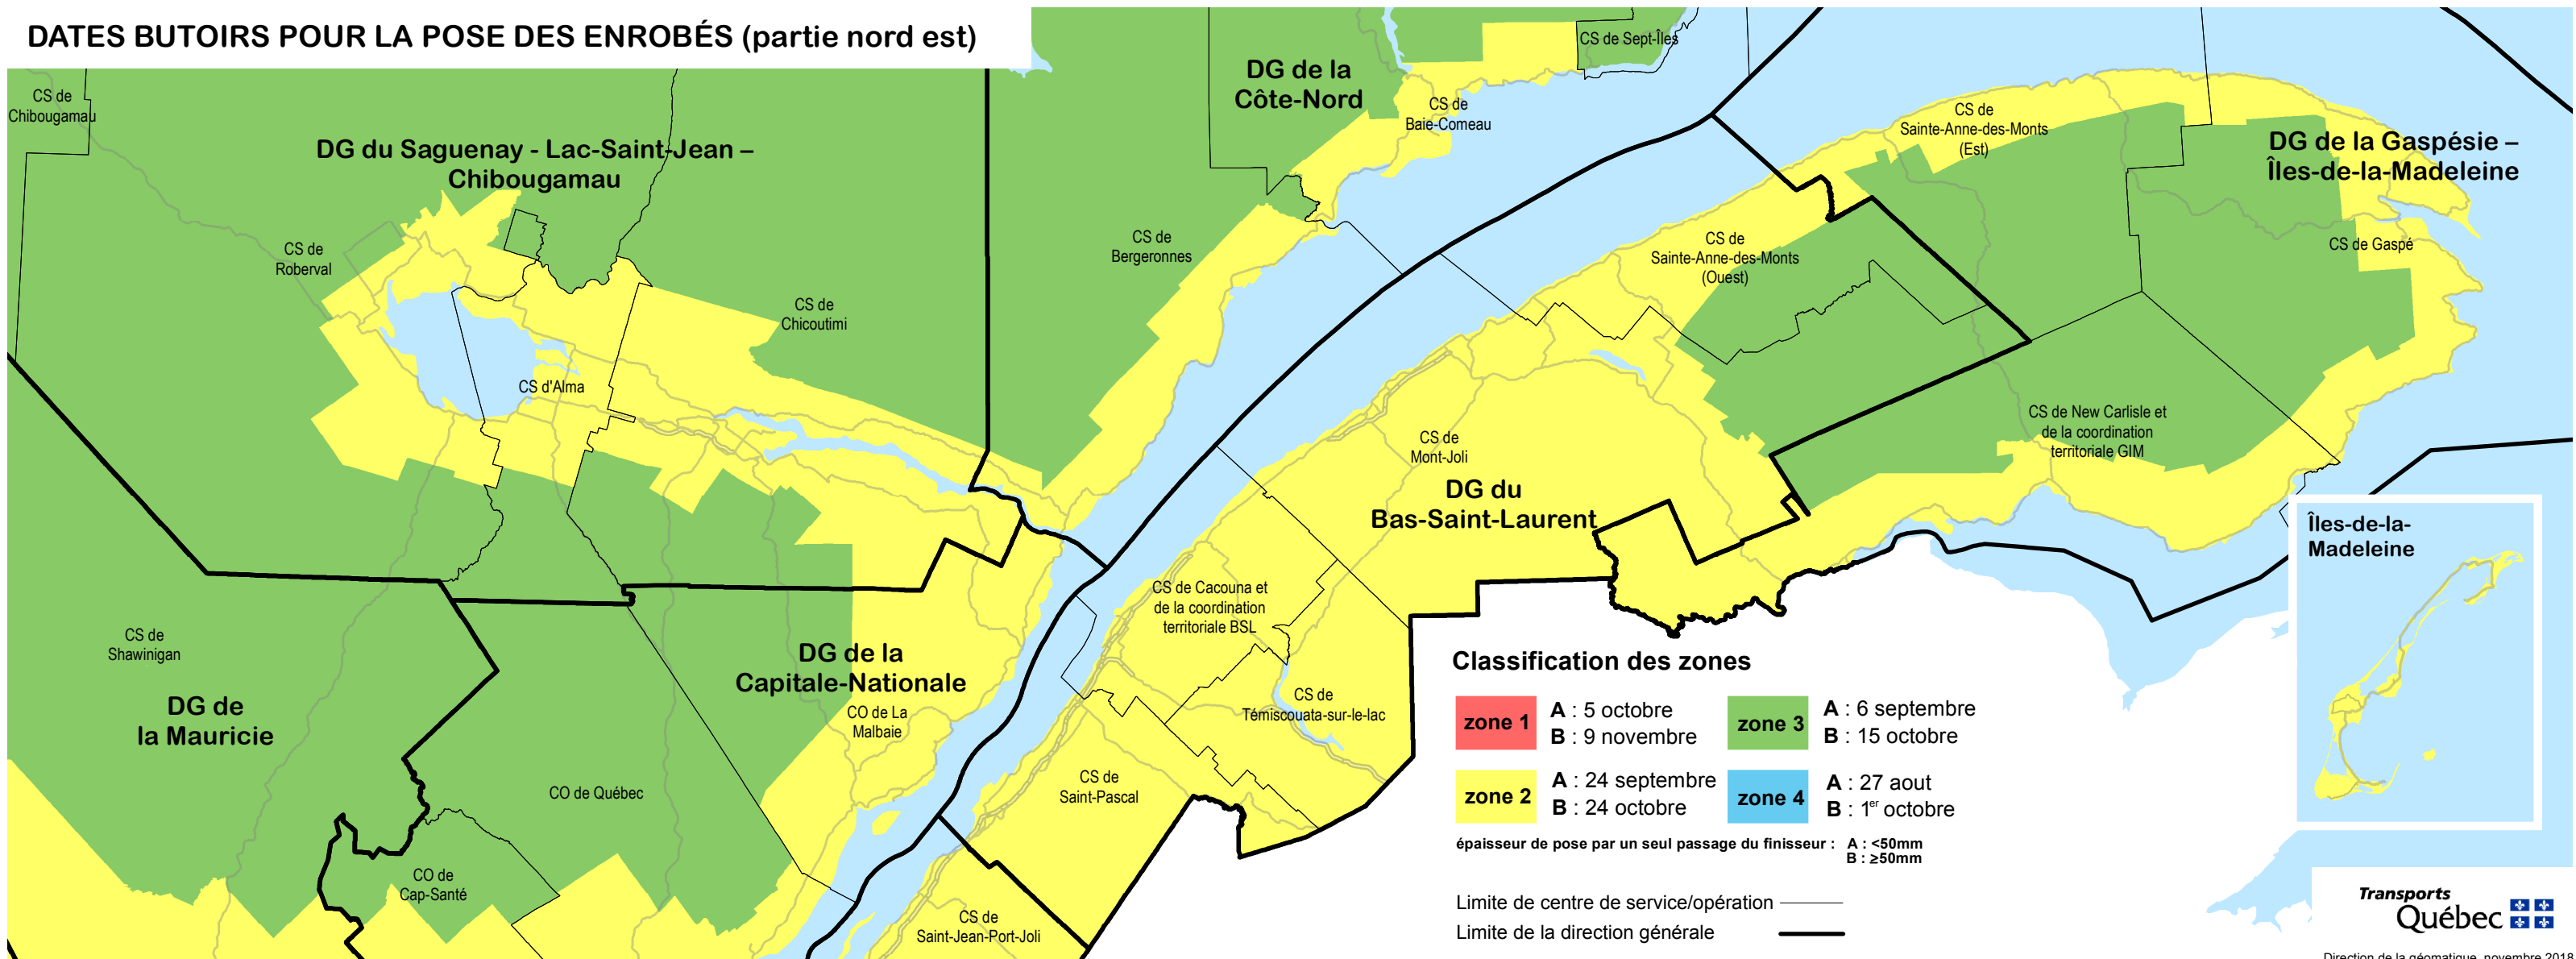 DATES BUTOIRS POUR LA POSE DES ENROBÉS (partie nord est)
CS de
Chibougamau
DG du Saguenay - Lac-Saint-Jean –
Chibougamau
CS de
Roberval
CS de
Chicoutimi
CS d'Alma
DG de la
Côte-Nord
CS de Sept-Îles
CS de
Baie-Comeau
CS de
Bergeronnes
CS de
Sainte-Anne-des-Monts
(Est)
DG de la Gaspésie –
Îles-de-la-Madeleine
CS de
Sainte-Anne-des-Monts
(Ouest)
CS de Gaspé
CS de New Carlisle et
de la coordination
territoriale GIM
CS de
Mont-Joli
DG du
Bas-Saint-Laurent
CS de Cacouna et
de la coordination
territoriale BSL
CS de
Témiscouata-sur-le-lac
CS de
Saint-Pascal
CS de
Saint-Jean-Port-Joli
CS de
Shawinigan
DG de
la Mauricie
DG de la
Capitale-Nationale
CO de La
Malbaie
CO de Québec
CO de
Cap-Santé
Îles-de-la-
Madeleine
Classification des zones
zone 1
A : 5 octobre
B : 9 novembre
zone 3
A : 6 septembre
B : 15 octobre
zone 2
A : 24 septembre
B : 24 octobre
zone 4
A : 27 aout
B : 1er octobre
épaisseur de pose par un seul passage du finisseur : A : <50mm
B : ≥50mm
Limite de centre de service/opération
Limite de la direction générale
Transports
Québec
Direction de la géomatique, novembre 2018